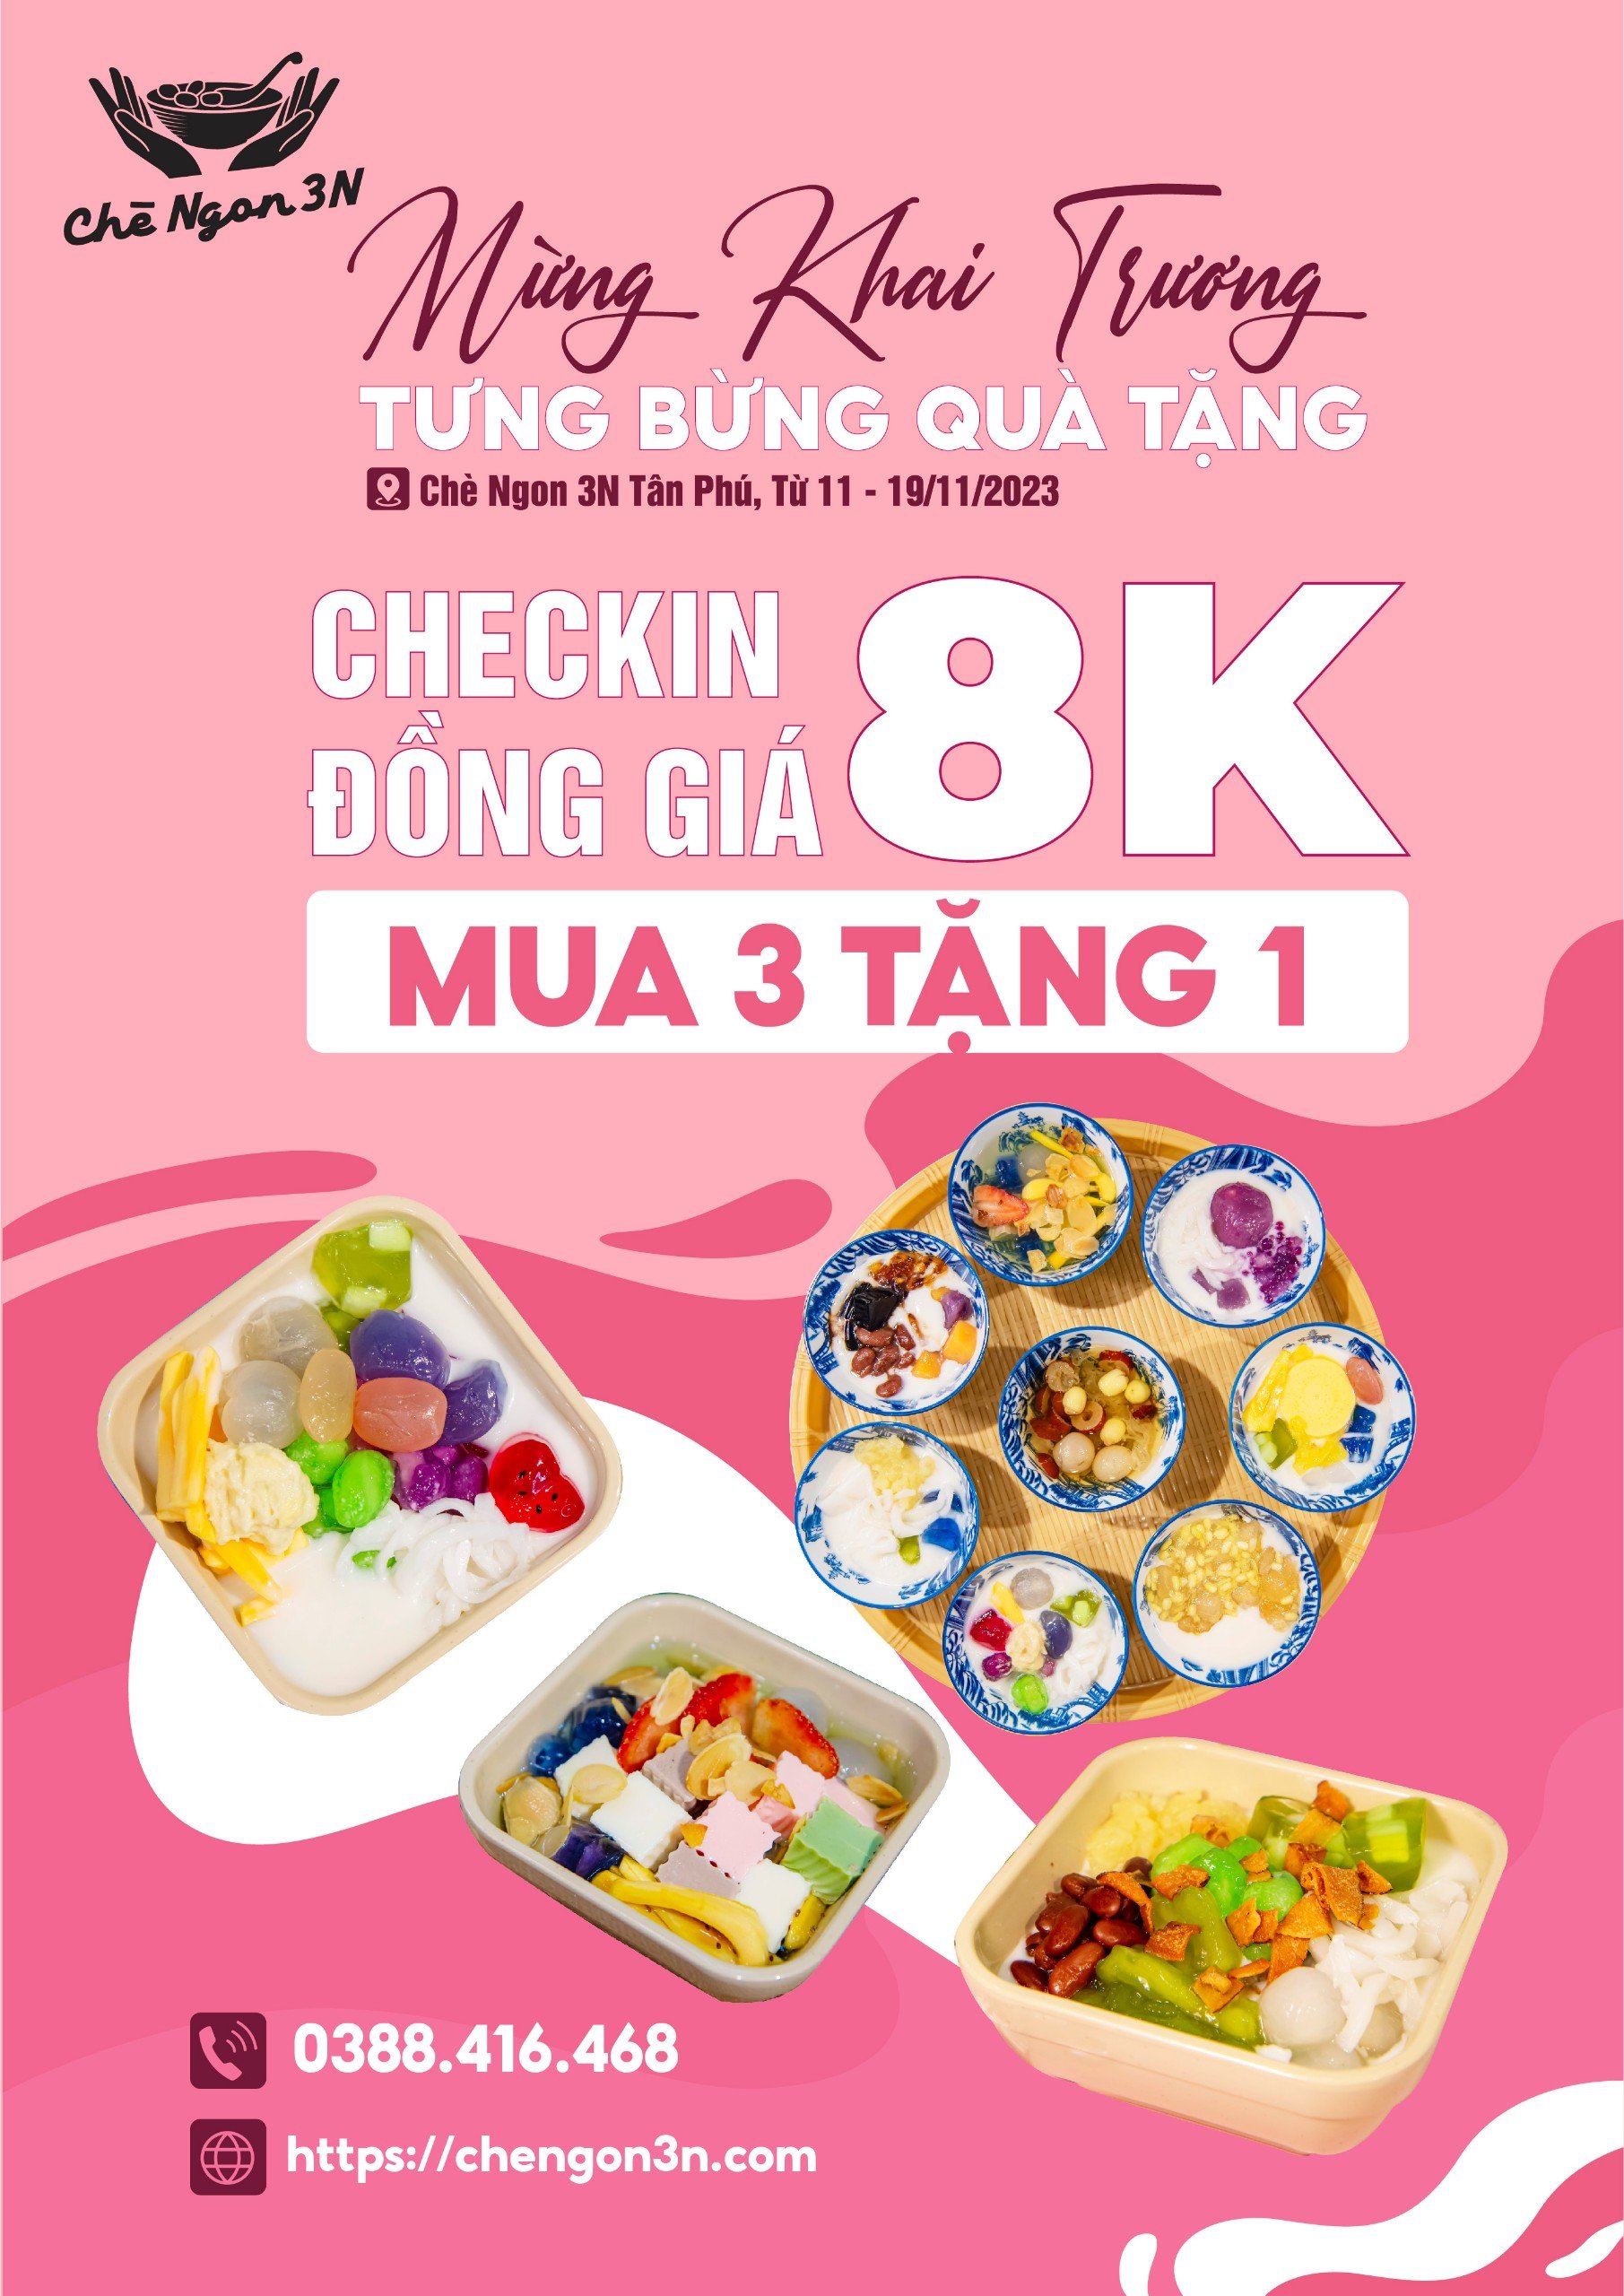 Chè Ngon 3N
Mừng Khai Trương
TƯNG BỪNG QUÀ TẶNG
Chè Ngon 3N Tân Phú, Từ 11 - 19/11/2023
CHECKIN
ĐỒNG GIÁ
8K
MUA 3 TẶNG 1
0388.416.468
https://chengon3n.com